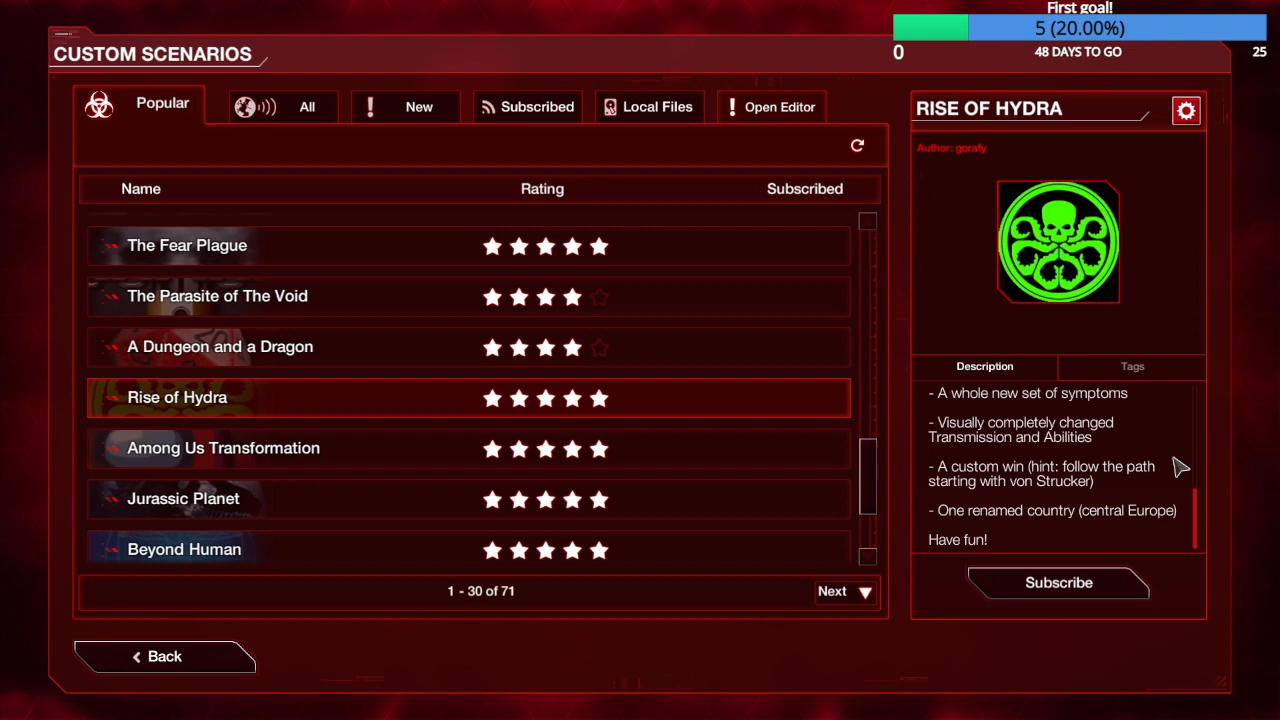 First goal!
5 (20.00%)
0
48 DAYS TO GO
25
CUSTOM SCENARIOS
Popular
All
New
Subscribed
Local Files
Open Editor
Name
Rating
Subscribed
The Fear Plague
The Parasite of The Void
A Dungeon and a Dragon
Rise of Hydra
Among Us Transformation
Jurassic Planet
Beyond Human
1 - 30 of 71
Next
Back
RISE OF HYDRA
Author: gorafy
Description
Tags
- A whole new set of symptoms
- Visually completely changed
Transmission and Abilities
- A custom win (hint: follow the path
starting with von Strucker)
- One renamed country (central Europe)
Have fun!
Subscribe